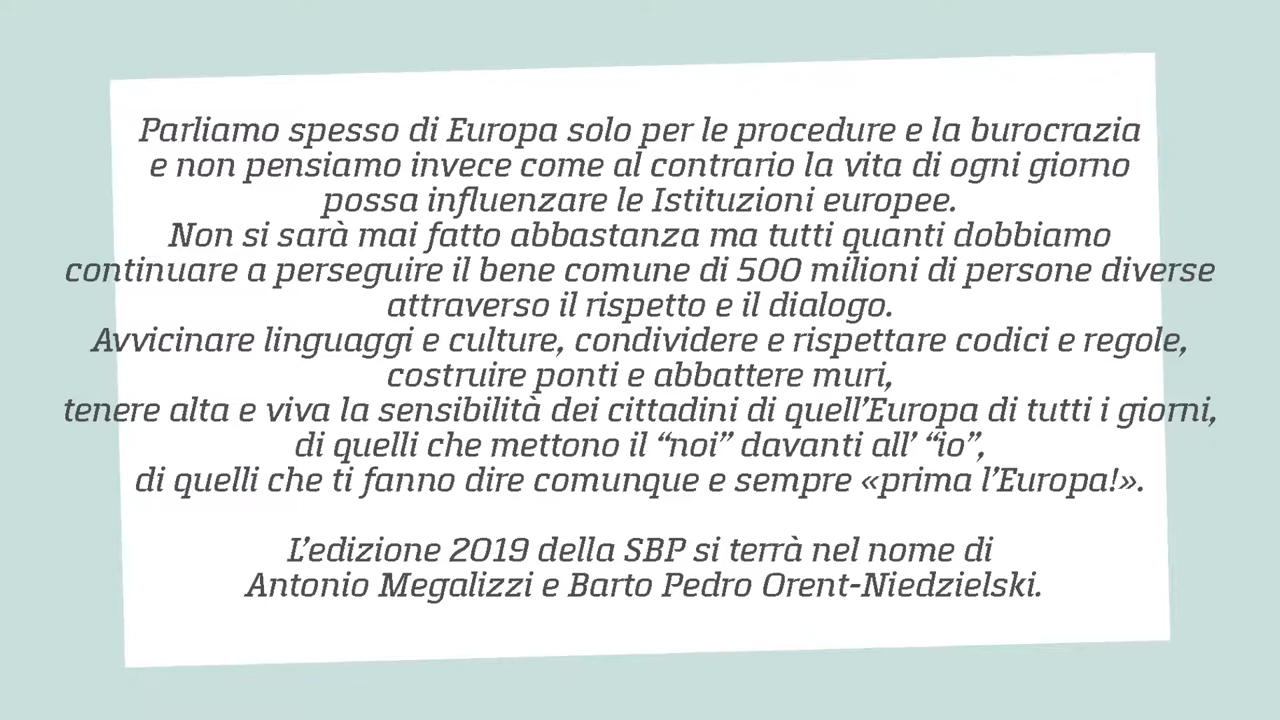 Parliamo spesso di Europa solo per le procedure e la burocrazia
e non pensiamo invece come al contrario la vita di ogni giorno
possa influenzare le Istituzioni europee.
Non si sarà mai fatto abbastanza ma tutti quanti dobbiamo
continuare a perseguire il bene comune di 500 milioni di persone diverse
attraverso il rispetto e il dialogo.
Avvicinare linguaggi e culture, condividere e rispettare codici e regole,
costruire ponti e abbattere muri,
tenere alta e viva la sensibilità dei cittadini di quell’Europa di tutti i giorni,
di quelli che mettono il “noi” davanti all’ “io”,
di quelli che ti fanno dire comunque e sempre «prima l’Europa!».
L’edizione 2019 della SBP si terrà nel nome di
Antonio Megalizzi e Barto Pedro Orent-Niedzielski.